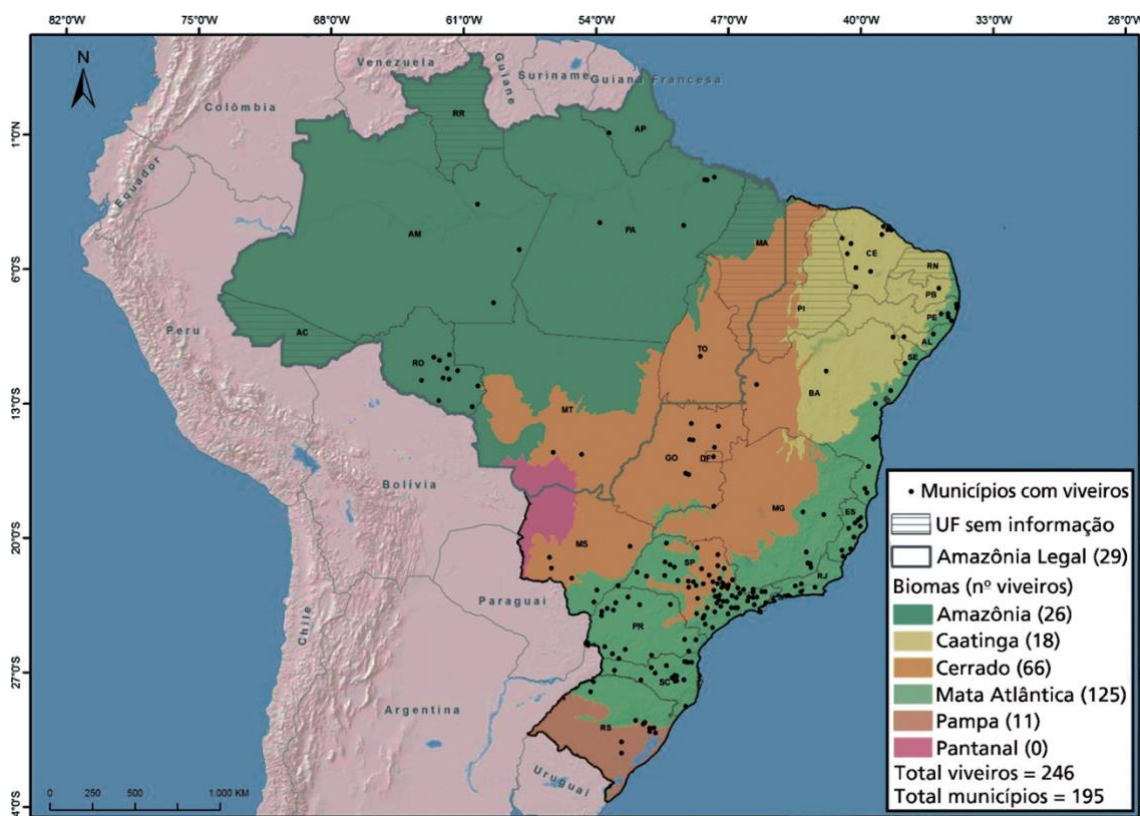 82°0'W 75°0'W 68°0'W 61°0'W 54°0'W 47°0'W 40°0'W 33°0'W 26°0'W
N
Venezuela
Guiane
Suriname
Guiana Francesa
Colômbia
RR
AP
1°N
Equador
AM
PA
MA
CE
RN
6°0'S
PB
PI
PE
Peru
AC
AL
TO
SE
RO
BA
13°0'S
MT
GO
DF
Bolívia
MG
ES
20°0'S
MS
SP
RJ
Paraguai
PR
Chile
27°0'S
SC
Argentina
RS
Uruguai
4°0'S
0 250 500 1.000 KM
Municípios com viveiros
UF sem informação
Amazônia Legal (29)
Biomas (nº viveiros)
Amazônia (26)
Caatinga (18)
Cerrado (66)
Mata Atlântica (125)
Pampa (11)
Pantanal (0)
Total viveiros = 246
Total municípios = 195